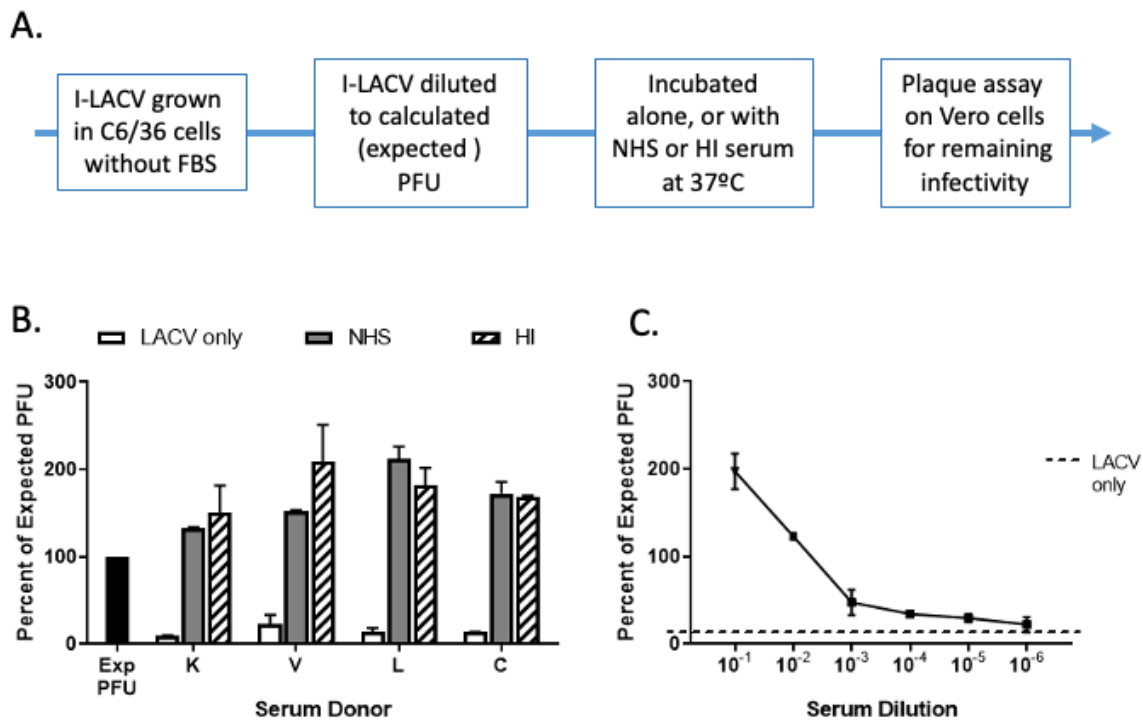 A.
I-LACV grown
in C6/36 cells
without FBS
I-LACV diluted
to calculated
(expected )
PFU
Incubated
alone, or with
NHS or HI serum
at 37ºC
Plaque assay
on Vero cells
for remaining
infectivity
B.
LACV only
NHS
HI
Percent of Expected PFU
300
200
100
0
Exp
PFU
K
V
L
C
Serum Donor
C.
Percent of Expected PFU
300
200
100
0
10⁻¹
10⁻²
10⁻³
10⁻⁴
10⁻⁵
10⁻⁶
Serum Dilution
LACV
only